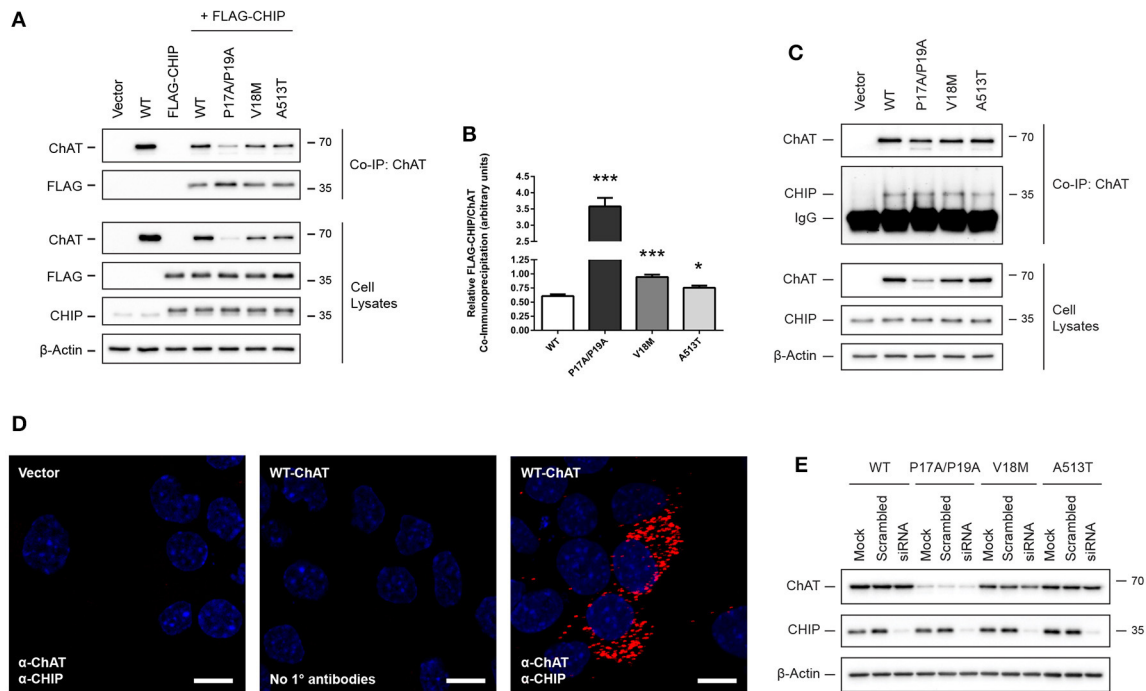 A
+ FLAG-CHIP
Vector
WT
FLAG-CHIP
WT
P17A/P19A
V18M
A513T
ChAT
70
FLAG
35
Co-IP: ChAT
ChAT
70
FLAG
35
CHIP
35
β-Actin
Cell
Lysates
B
Relative FLAG-CHIP/ChAT
Co-Immunoprecipitation (arbitrary units)
4.5
4.0
3.5
3.0
2.5
1.00
0.75
0.50
0.25
0.00
***
***
*
WT
P17A/P19A
V18M
A513T
C
Vector
WT
P17A/P19A
V18M
A513T
ChAT
70
CHIP
35
IgG
Co-IP: ChAT
ChAT
70
CHIP
35
β-Actin
Cell
Lysates
D
Vector
α-ChAT
α-CHIP
WT-ChAT
No 1° antibodies
WT-ChAT
α-ChAT
α-CHIP
E
WT P17A/P19A V18M A513T
Mock
Scrambled
siRNA
Mock
Scrambled
siRNA
Mock
Scrambled
siRNA
Mock
Scrambled
siRNA
ChAT
70
CHIP
35
β-Actin